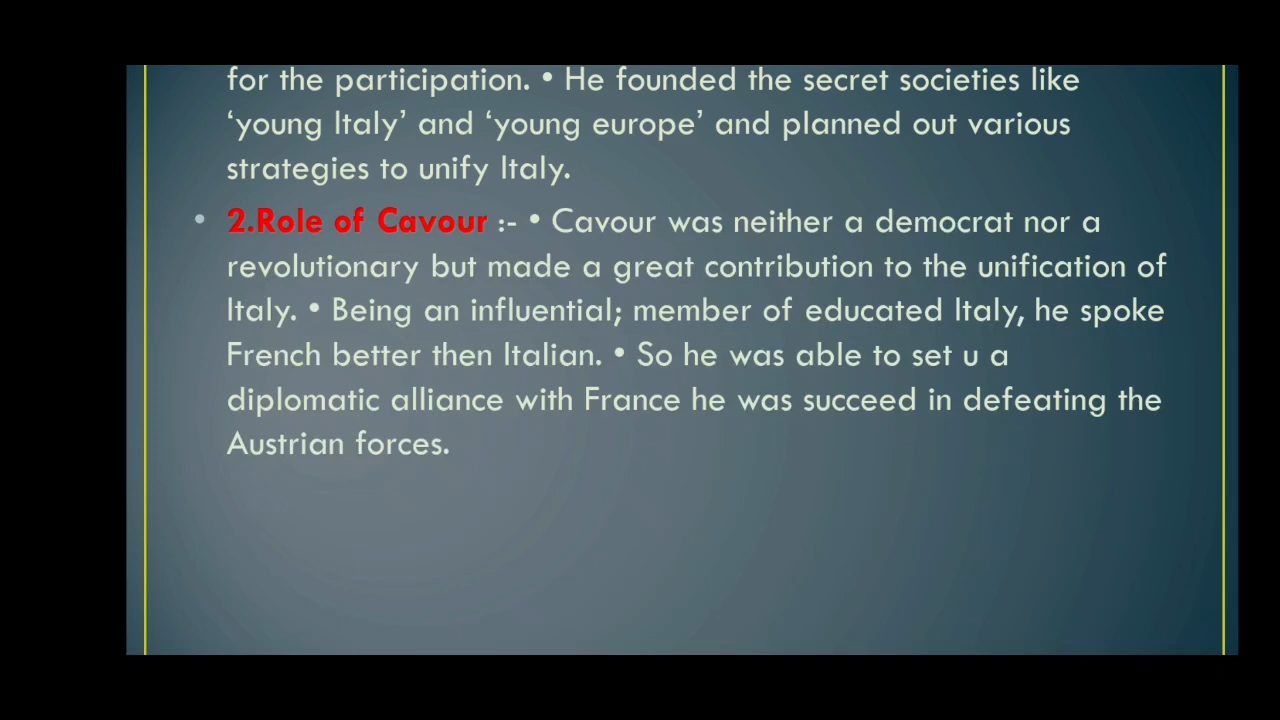 for the participation. • He founded the secret societies like
‘young Italy’ and ‘young europe’ and planned out various
strategies to unify Italy.
• 2.Role of Cavour :- • Cavour was neither a democrat nor a
revolutionary but made a great contribution to the unification of
Italy. • Being an influential; member of educated Italy, he spoke
French better then Italian. • So he was able to set u a
diplomatic alliance with France he was succeed in defeating the
Austrian forces.